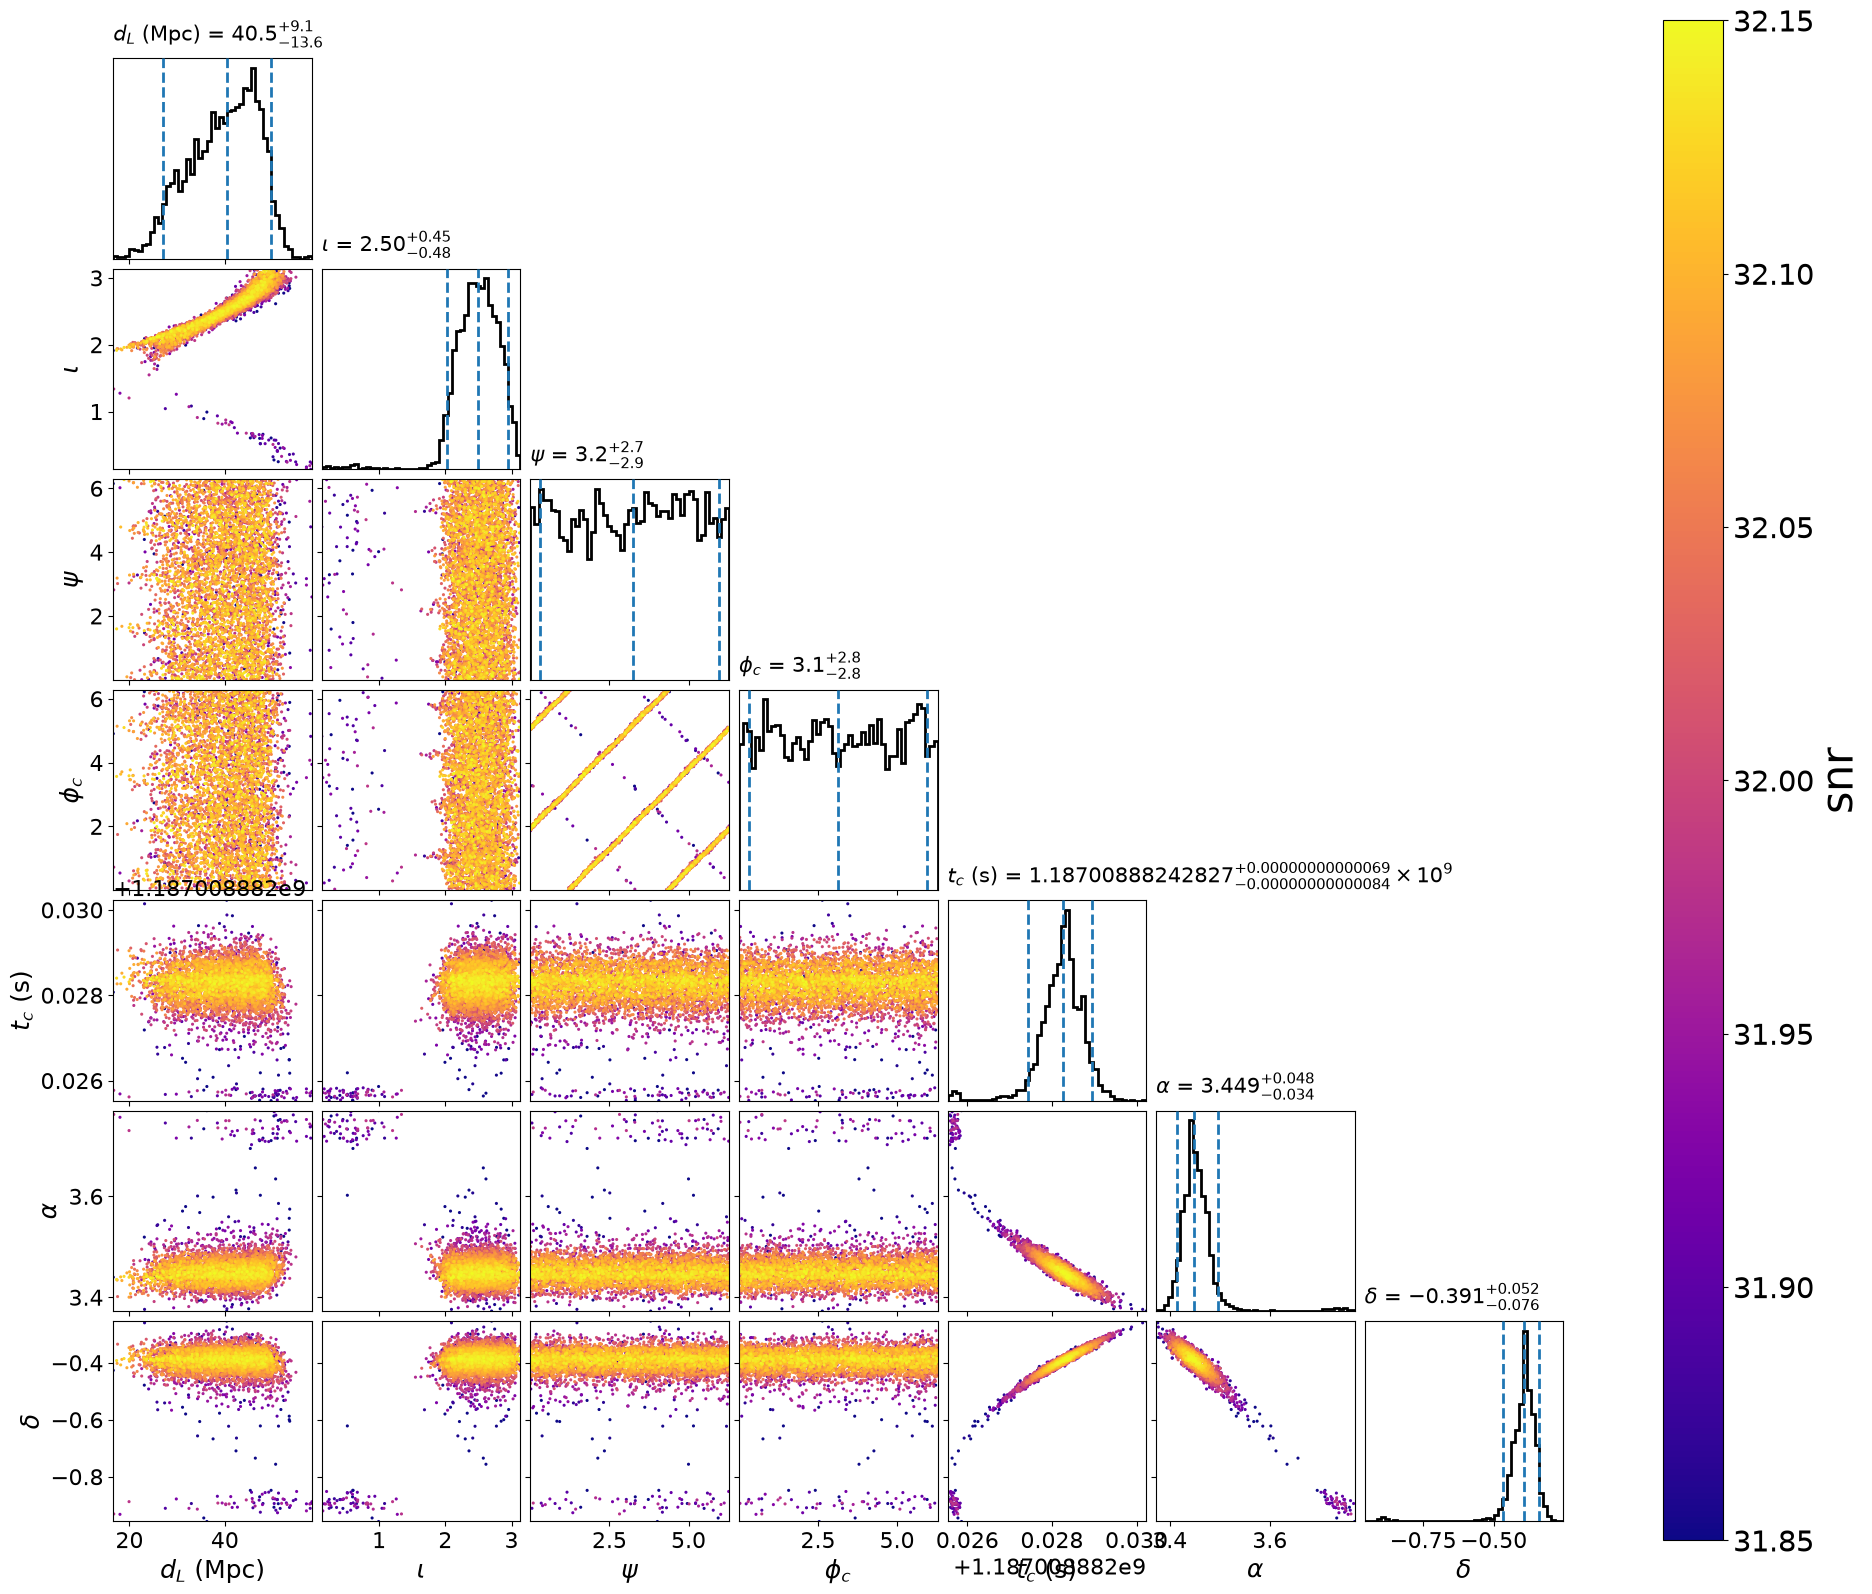 d_L (Mpc) = 40.5^{+9.1}_{−13.6}
32.15
ι = 2.50^{+0.45}_{−0.48}
3
2
1
ι
32.10
ψ = 3.2^{+2.7}_{−2.9}
6
4
2
ψ
32.05
ϕ_c = 3.1^{+2.8}_{−2.8}
6
4
2
ϕ_c
32.00
snr
+1.187008882e9
t_c (s) = 1.18700888242827^{+0.00000000000069}_{−0.00000000000084} × 10^9
0.030
0.028
0.026
t_c (s)
31.95
α = 3.449^{+0.048}_{−0.034}
3.6
3.4
α
31.90
δ = −0.391^{+0.052}_{−0.076}
−0.4
−0.6
−0.8
δ
31.85
20 40 1 2 3 2.5 5.0 2.5 5.0 0.026 0.028 0.030 3.4 3.6 −0.75 −0.50
d_L (Mpc) ι ψ ϕ_c t_c (s) α δ
+1.187008882e9